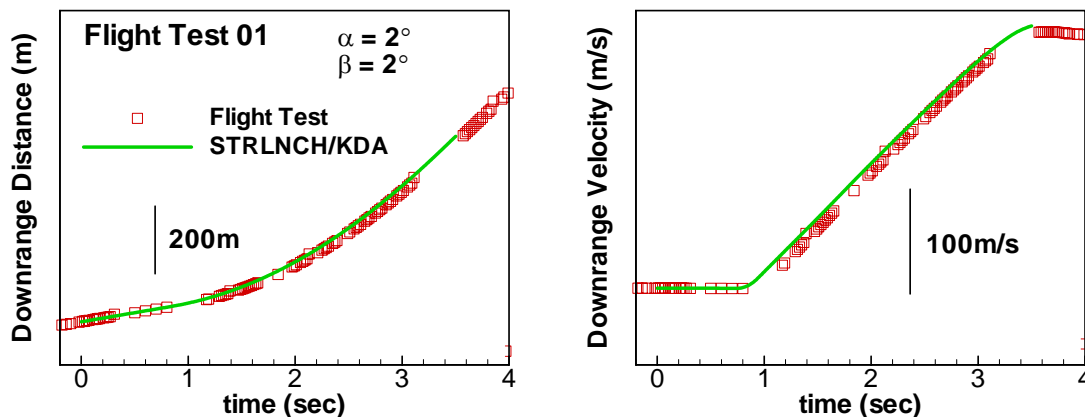 Downrange Distance (m)
Flight Test 01
α = 2°
β = 2°
Flight Test
STRLNCH/KDA
200m
0 1 2 3 4
time (sec)
Downrange Velocity (m/s)
100m/s
0 1 2 3 4
time (sec)